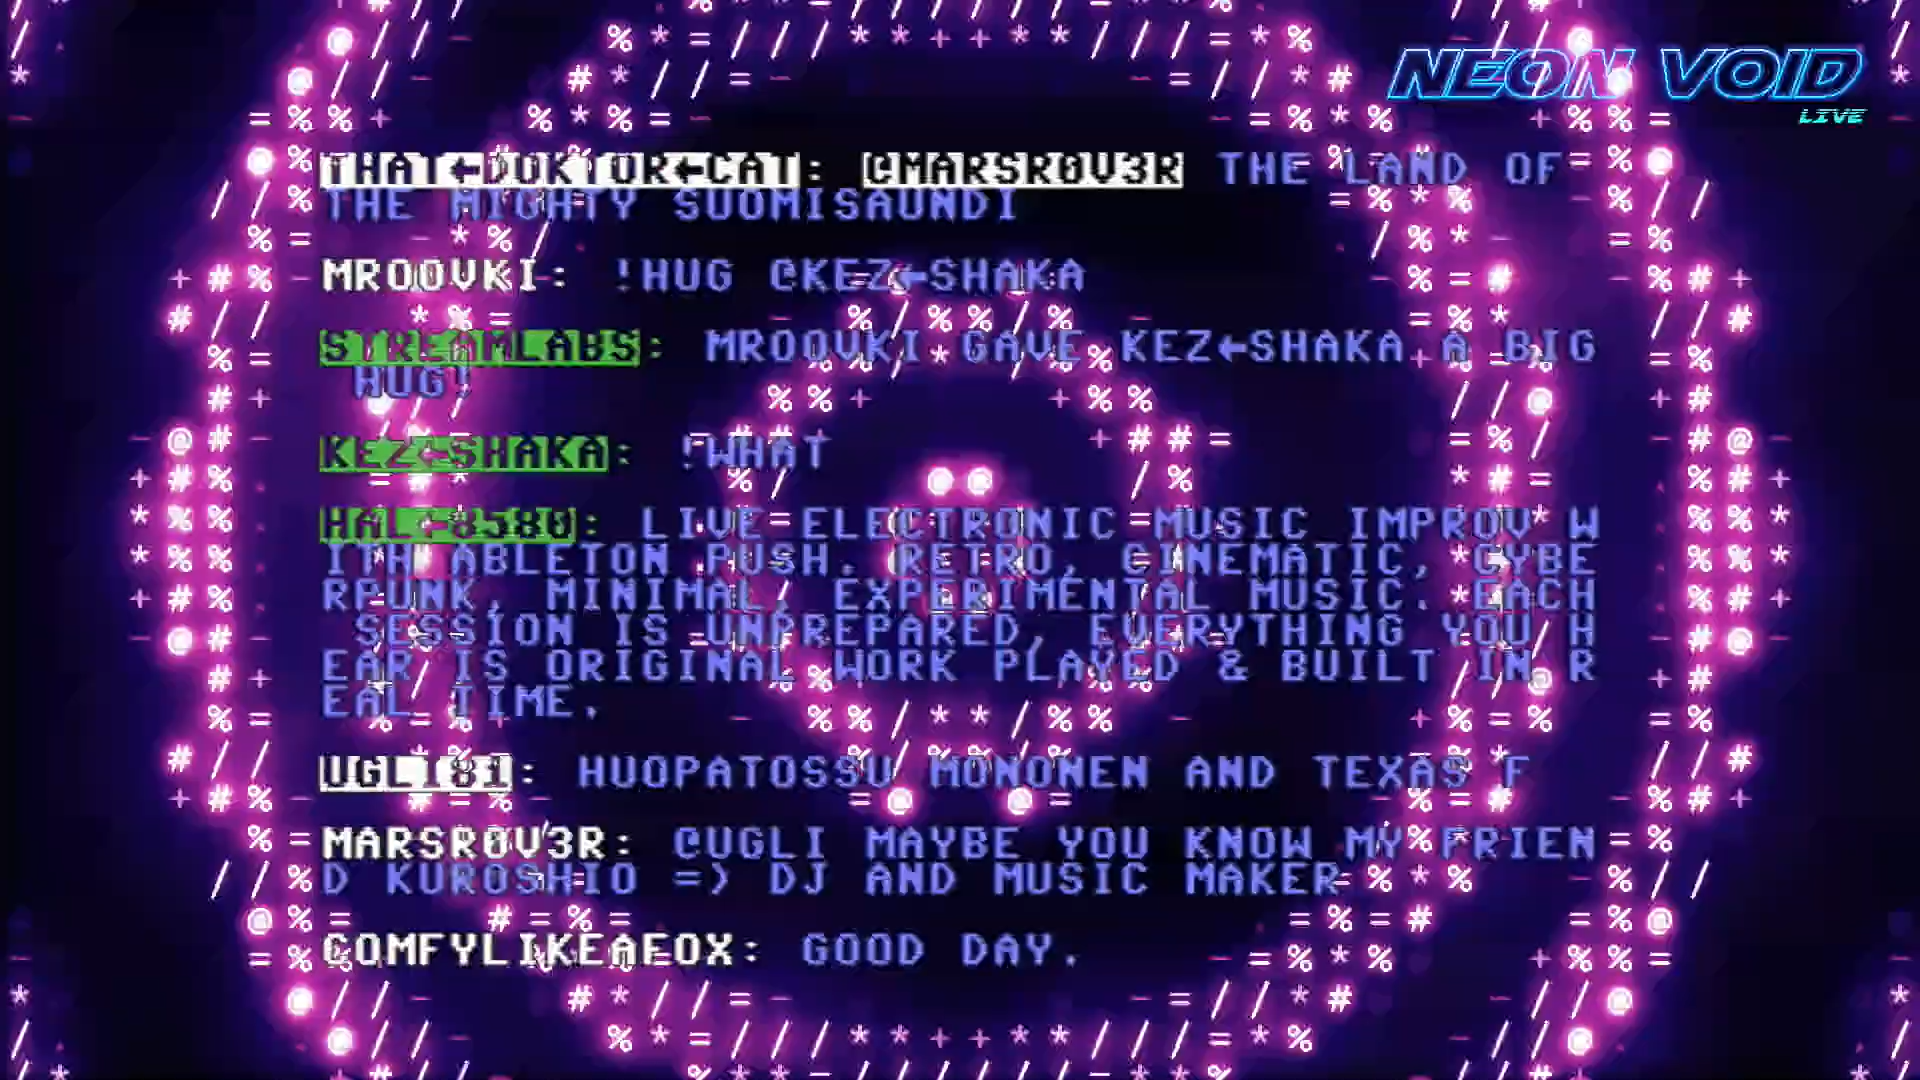 NEON VOID
LIVE
THAT←DOKTOR←CAT: @MARSR0V3R THE LAND OF
THE MIGHTY SUOMISAUNDI
MROOVKI: !HUG @KEZ←SHAKA
STREAMLABS: MROOVKI GAVE KEZ←SHAKA A BIG
HUG!
KEZ←SHAKA: !WHAT
HAL←8580: LIVE ELECTRONIC MUSIC IMPROV W
ITH ABLETON PUSH. RETRO, CINEMATIC, CYBE
RPUNK, MINIMAL, EXPERIMENTAL MUSIC. EACH
SESSION IS UNPREPARED, EVERYTHING YOU H
EAR IS ORIGINAL WORK PLAYED & BUILT IN R
EAL TIME.
UGLI81: HUOPATOSSU MONONEN AND TEXAS F
MARSR0V3R: @UGLI MAYBE YOU KNOW MY FRIEN
D KUROSHIO =) DJ AND MUSIC MAKER
COMFYLIKEAFOX: GOOD DAY.